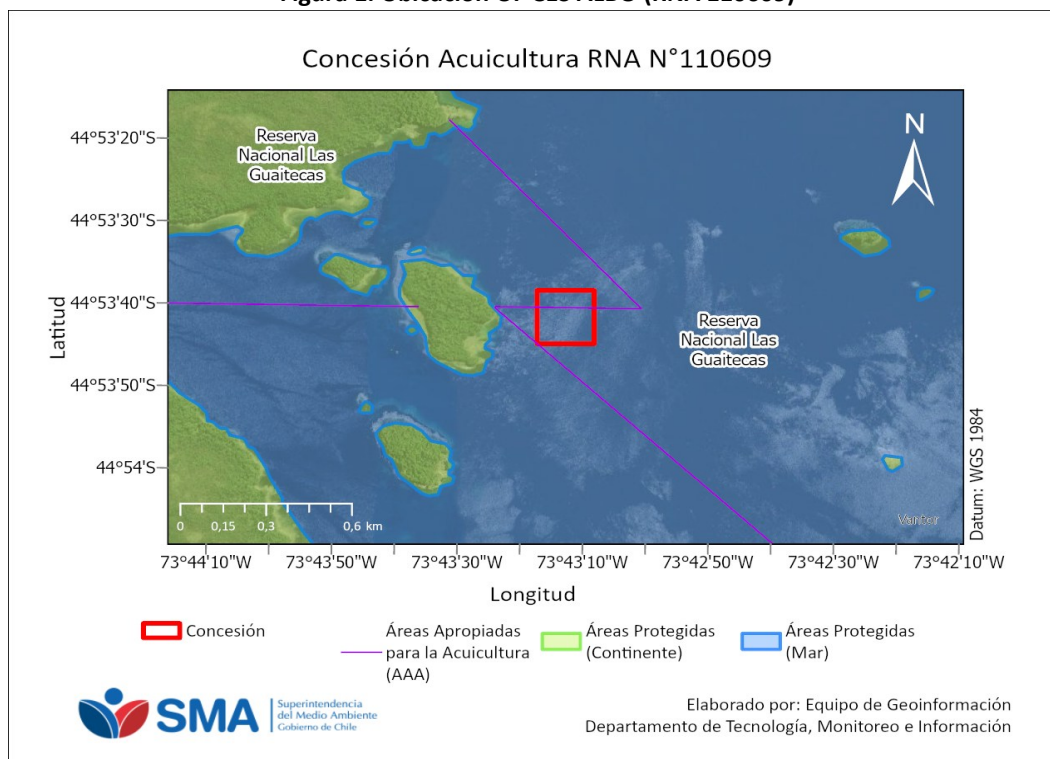 Concesión Acuicultura RNA N°110609
44°53'20"S
44°53'30"S
44°53'40"S
44°53'50"S
44°54'S
Latitud
Reserva
Nacional Las
Guaitecas
N
Reserva
Nacional Las
Guaitecas
Datum: WGS 1984
Vantor
0 0,15 0,3 0,6 km
73°44'10"W 73°43'50"W 73°43'30"W 73°43'10"W 73°42'50"W 73°42'30"W 73°42'10"W
Longitud
Concesión
Áreas Apropiadas
para la Acuicultura
(AAA)
Áreas Protegidas
(Continente)
Áreas Protegidas
(Mar)
SMA
Superintendencia
del Medio Ambiente
Gobierno de Chile
Elaborado por: Equipo de Geoinformación
Departamento de Tecnología, Monitoreo e Información